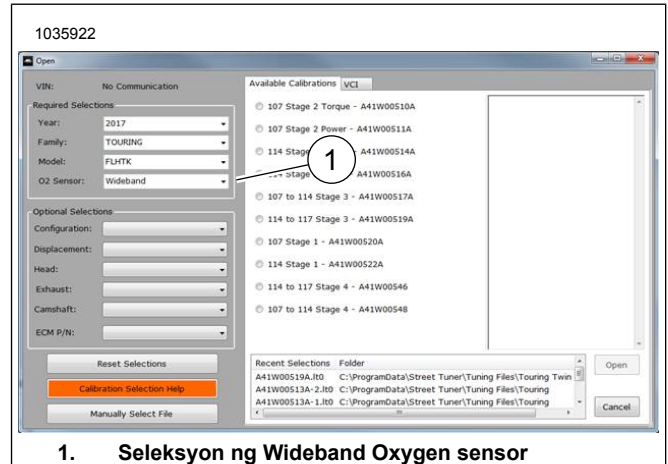 1035922
Open
VIN: No Communication
Required Selections
Year: 2017
Family: TOURING
Model: FLHTK
O2 Sensor: Wideband
Optional Selections
Configuration:
Displacement:
Head:
Exhaust:
Camshaft:
ECM P/N:
Reset Selections
Calibration Selection Help
Manually Select File
Available Calibrations VCI
107 Stage 2 Torque - A41W00510A
107 Stage 2 Power - A41W00511A
114 Stage A41W00514A
114 Stage A41W00516A
107 to 114 Stage 3 - A41W00517A
114 to 117 Stage 3 - A41W00519A
107 Stage 1 - A41W00520A
114 Stage 1 - A41W00522A
114 to 117 Stage 4 - A41W00546
107 to 114 Stage 4 - A41W00548
1
Recent Selections Folder
A41W00519A.lt0 C:\ProgramData\Street Tuner\Tuning Files\Touring Twin
A41W00513A-2.lt0 C:\ProgramData\Street Tuner\Tuning Files\Touring
A41W00513A-1.lt0 C:\ProgramData\Street Tuner\Tuning Files\Touring
Open
Cancel
1. Seleksyon ng Wideband Oxygen sensor